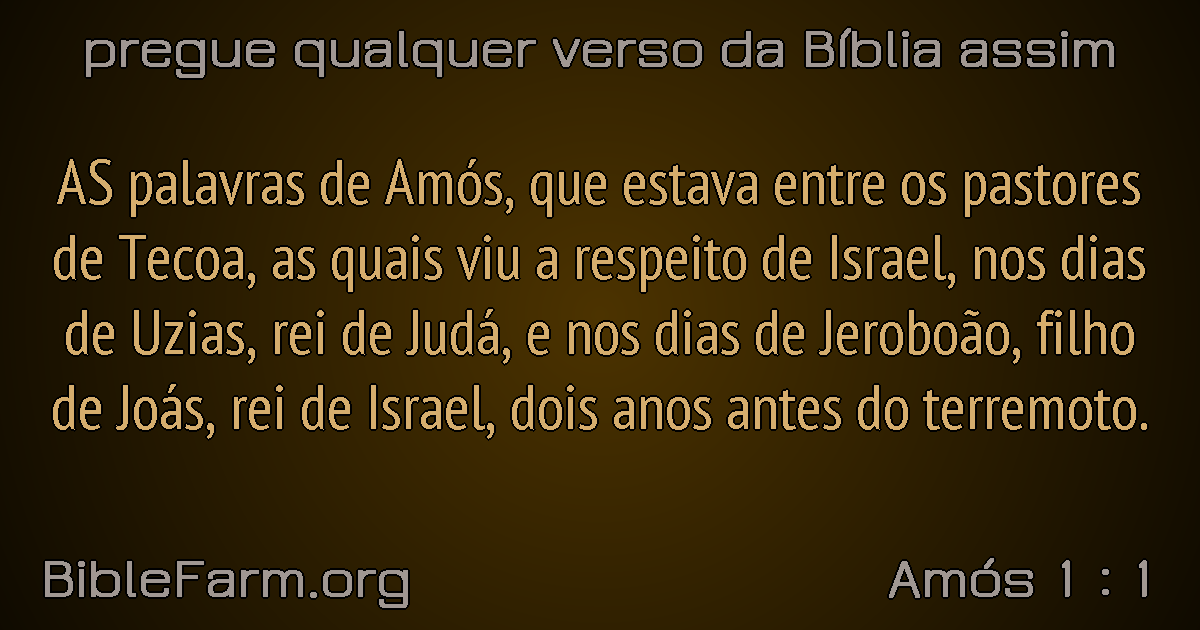 pregue qualquer verso da Bíblia assim
AS palavras de Amós, que estava entre os pastores
de Tecoa, as quais viu a respeito de Israel, nos dias
de Uzias, rei de Judá, e nos dias de Jeroboão, filho
de Joás, rei de Israel, dois anos antes do terremoto.
BibleFarm.org
Amós 1 : 1